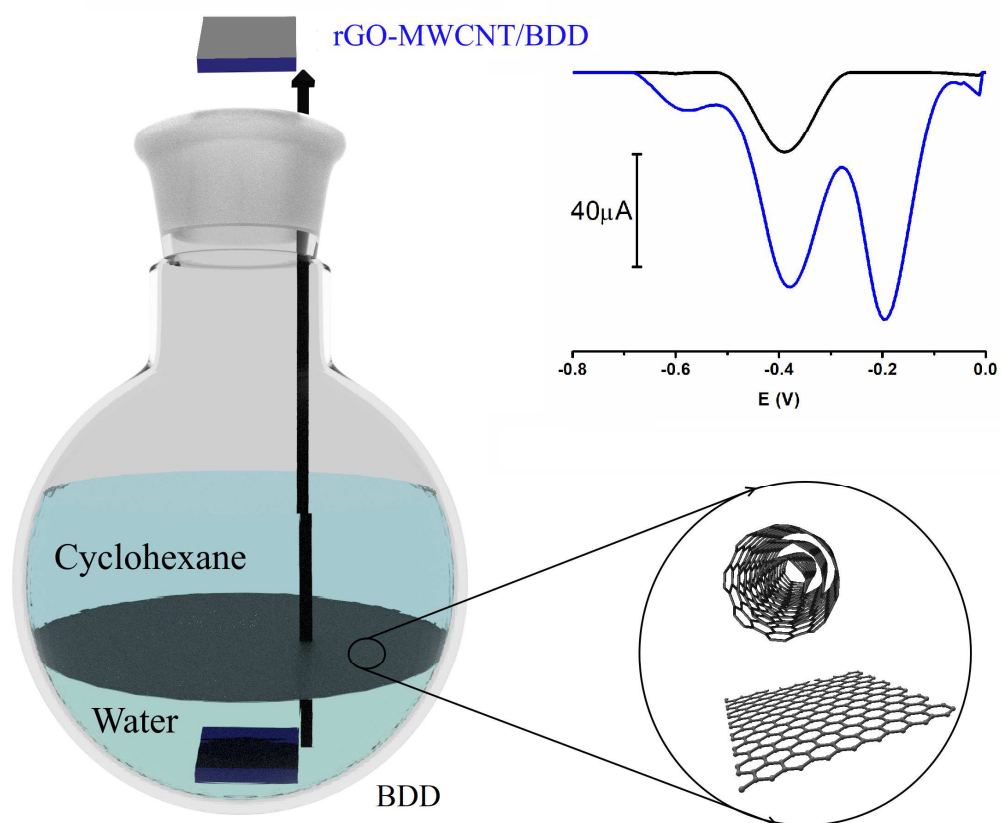 rGO-MWCNT/BDD
40μA
-0.8
-0.6
-0.4
-0.2
0.0
E (V)
Cyclohexane
Water
BDD